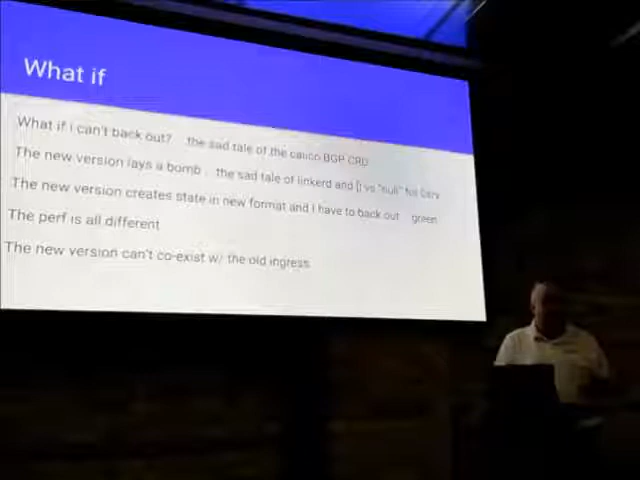 What if
What if I can't back out? the sad tale of the calico BGP CRD
The new version lays a bomb the sad tale of linkerd and [] vs "null" for
The new version creates state in new format and I have to back out green
The perf is all different
The new version can't co-exist w/ the old ingress